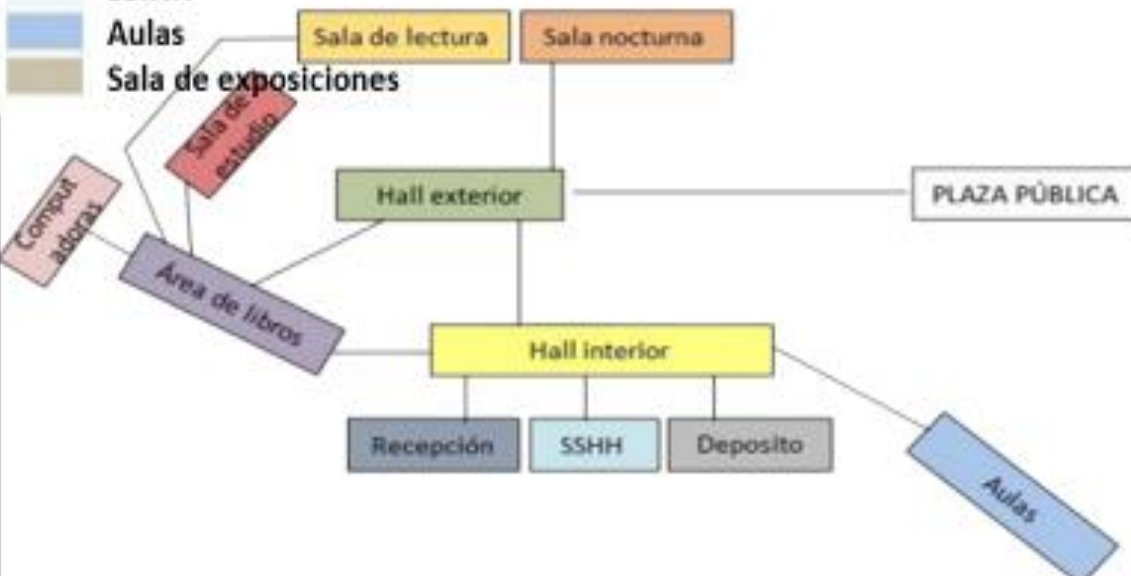 Aulas
Sala de exposiciones
Sala de lectura
Sala nocturna
Sala de
estudio
Comput
adoras
Hall exterior
PLAZA PÚBLICA
Área de libros
Hall interior
Recepción
SSHH
Deposito
Aulas